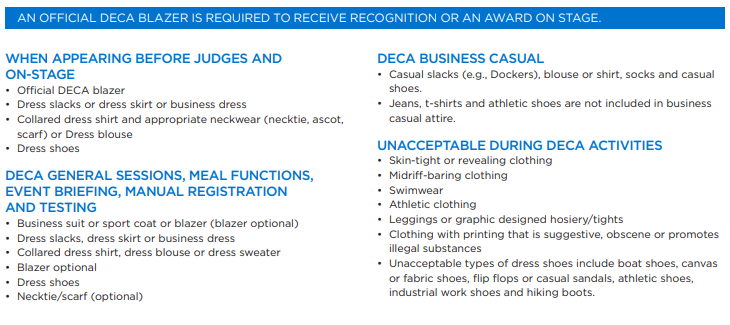 AN OFFICIAL DECA BLAZER IS REQUIRED TO RECEIVE RECOGNITION OR AN AWARD ON STAGE.
WHEN APPEARING BEFORE JUDGES AND
ON-STAGE
• Official DECA blazer
• Dress slacks or dress skirt or business dress
• Collared dress shirt and appropriate neckwear (necktie, ascot,
scarf) or Dress blouse
• Dress shoes
DECA GENERAL SESSIONS, MEAL FUNCTIONS,
EVENT BRIEFING, MANUAL REGISTRATION
AND TESTING
• Business suit or sport coat or blazer (blazer optional)
• Dress slacks, dress skirt or business dress
• Collared dress shirt, dress blouse or dress sweater
• Blazer optional
• Dress shoes
• Necktie/scarf (optional)
DECA BUSINESS CASUAL
• Casual slacks (e.g., Dockers), blouse or shirt, socks and casual
shoes.
• Jeans, t-shirts and athletic shoes are not included in business
casual attire.
UNACCEPTABLE DURING DECA ACTIVITIES
• Skin-tight or revealing clothing
• Midriff-baring clothing
• Swimwear
• Athletic clothing
• Leggings or graphic designed hosiery/tights
• Clothing with printing that is suggestive, obscene or promotes
illegal substances
• Unacceptable types of dress shoes include boat shoes, canvas
or fabric shoes, flip flops or casual sandals, athletic shoes,
industrial work shoes and hiking boots.